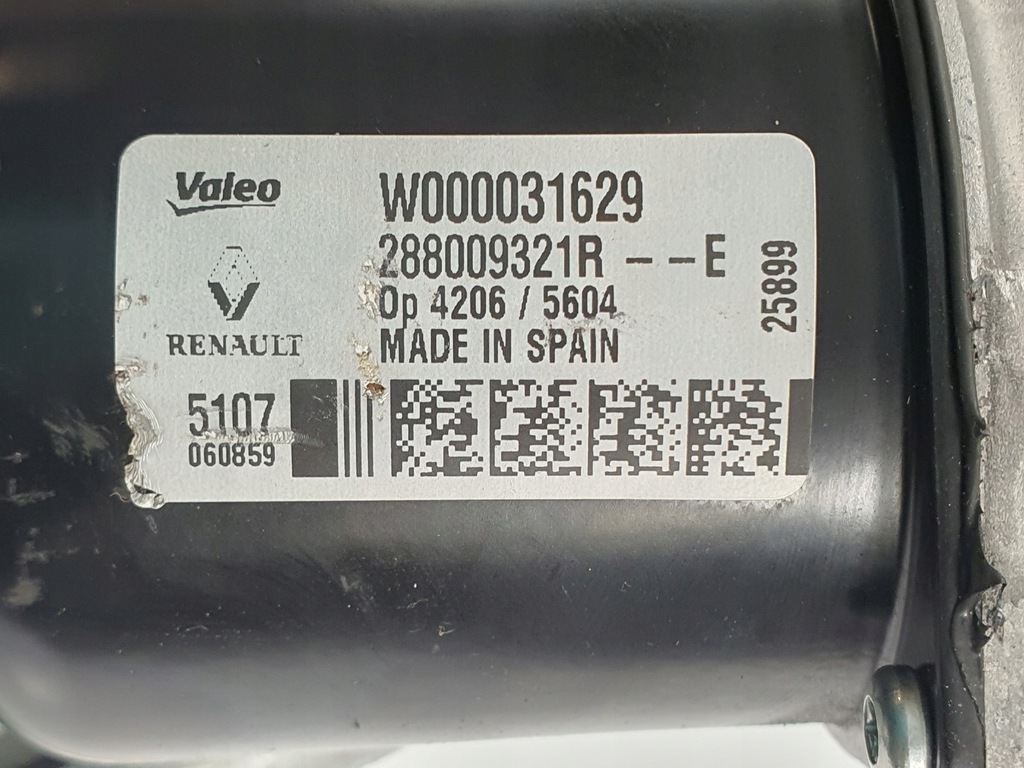 Valeo
W000031629
288009321R --E
Op 4206 / 5604
MADE IN SPAIN
25899
RENAULT
5107
060859